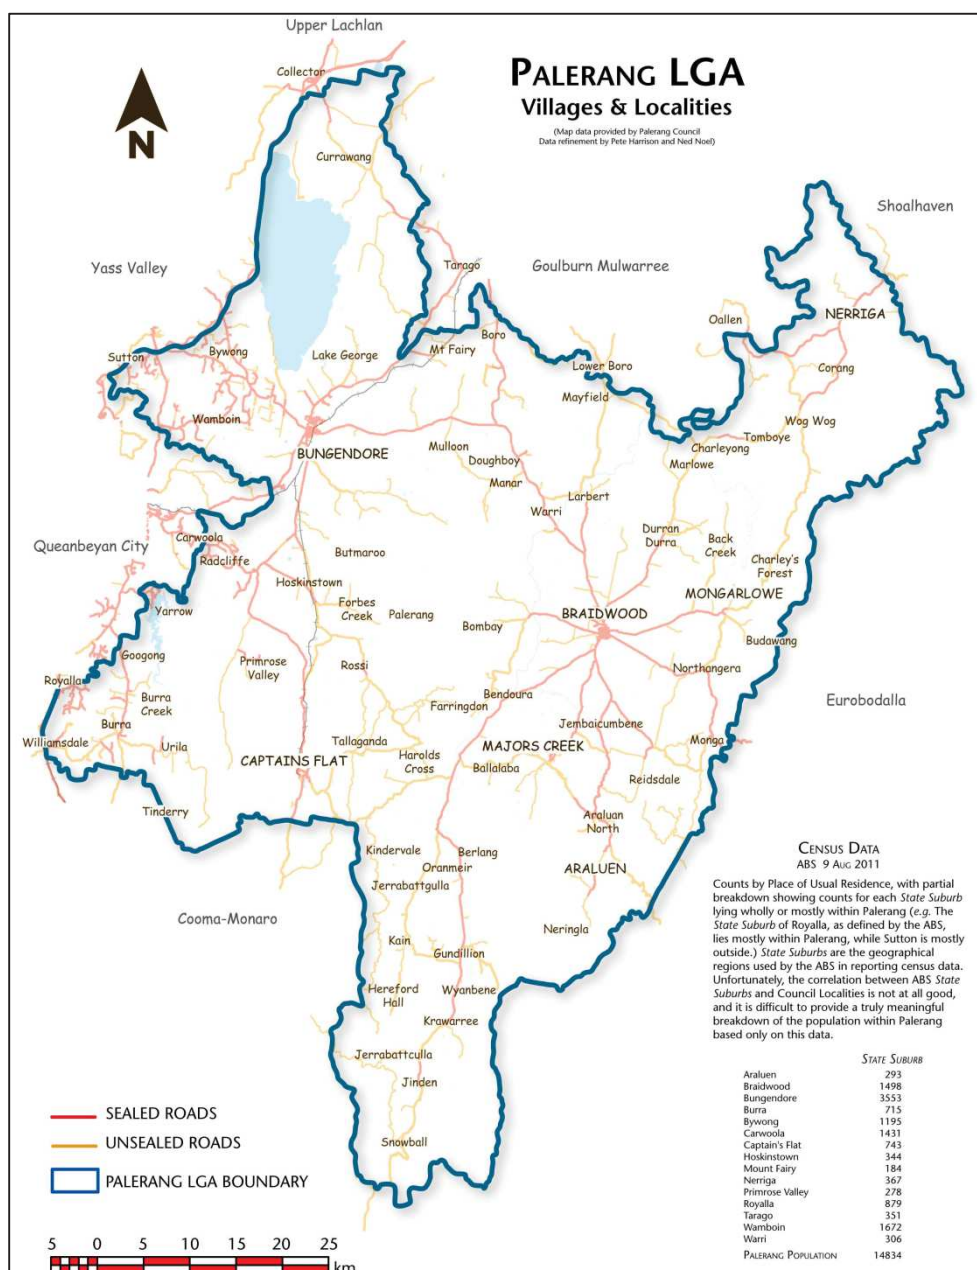 Upper Lachlan
PALERANG LGA
Villages & Localities
(Map data provided by Palerang Council
Data refinement by Pete Harrison and Ned Noel)
N
Collector
Currawang
Shoalhaven
Yass Valley
Tarago
Goulburn Mulwarree
NERRIGA
Oallen
Boro
Sutton
Bywong
Lake George
Mt Fairy
Lower Boro
Corang
Mayfield
Wamboin
Wog Wog
Tomboye
Charleyong
BUNGENDORE
Mulloon
Doughboy
Marlowe
Manar
Larbert
Warri
Queanbeyan City
Carwoola
Radcliffe
Butmaroo
Durran
Durra
Back
Creek
Charley's
Forest
Hoskinstown
Yarrow
Forbes
Creek
Palerang
Bombay
BRAIDWOOD
MONGARLOWE
Budawang
Googong
Primrose
Valley
Rossi
Northangera
Royalla
Burra
Creek
Farringdon
Bendoura
Eurobodalla
Burra
Jembaicumbene
Williamsdale
Urila
Tallaganda
CAPTAINS FLAT
Harolds
Cross
MAJORS CREEK
Monga
Ballalaba
Reidsdale
Tinderry
Araluan
North
Kindervale
Berlang
Oranmeir
ARALUEN
Jerrabattgulla
Cooma-Monaro
Neringla
Kain
Gundillion
Hereford
Hall
Wyanbene
Krawarree
Jerrabattculla
Jinden
Snowball
CENSUS DATA
ABS 9 AUG 2011
Counts by Place of Usual Residence, with partial
breakdown showing counts for each State Suburb
lying wholly or mostly within Palerang (e.g. The
State Suburb of Royalla, as defined by the ABS,
lies mostly within Palerang, while Sutton is mostly
outside.) State Suburbs are the geographical
regions used by the ABS in reporting census data.
Unfortunately, the correlation between ABS State
Suburbs and Council Localities is not at all good,
and it is difficult to provide a truly meaningful
breakdown of the population within Palerang
based only on this data.
STATE SUBURB
Araluen 293
Braidwood 1498
Bungendore 3553
Burra 715
Bywong 1195
Carwoola 1431
Captain's Flat 743
Hoskinstown 344
Mount Fairy 184
Nerriga 367
Primrose Valley 278
Royalla 879
Tarago 351
Wamboin 1672
Warri 306
PALERANG POPULATION 14834
SEALED ROADS
UNSEALED ROADS
PALERANG LGA BOUNDARY
5 0 5 10 15 20 25
km